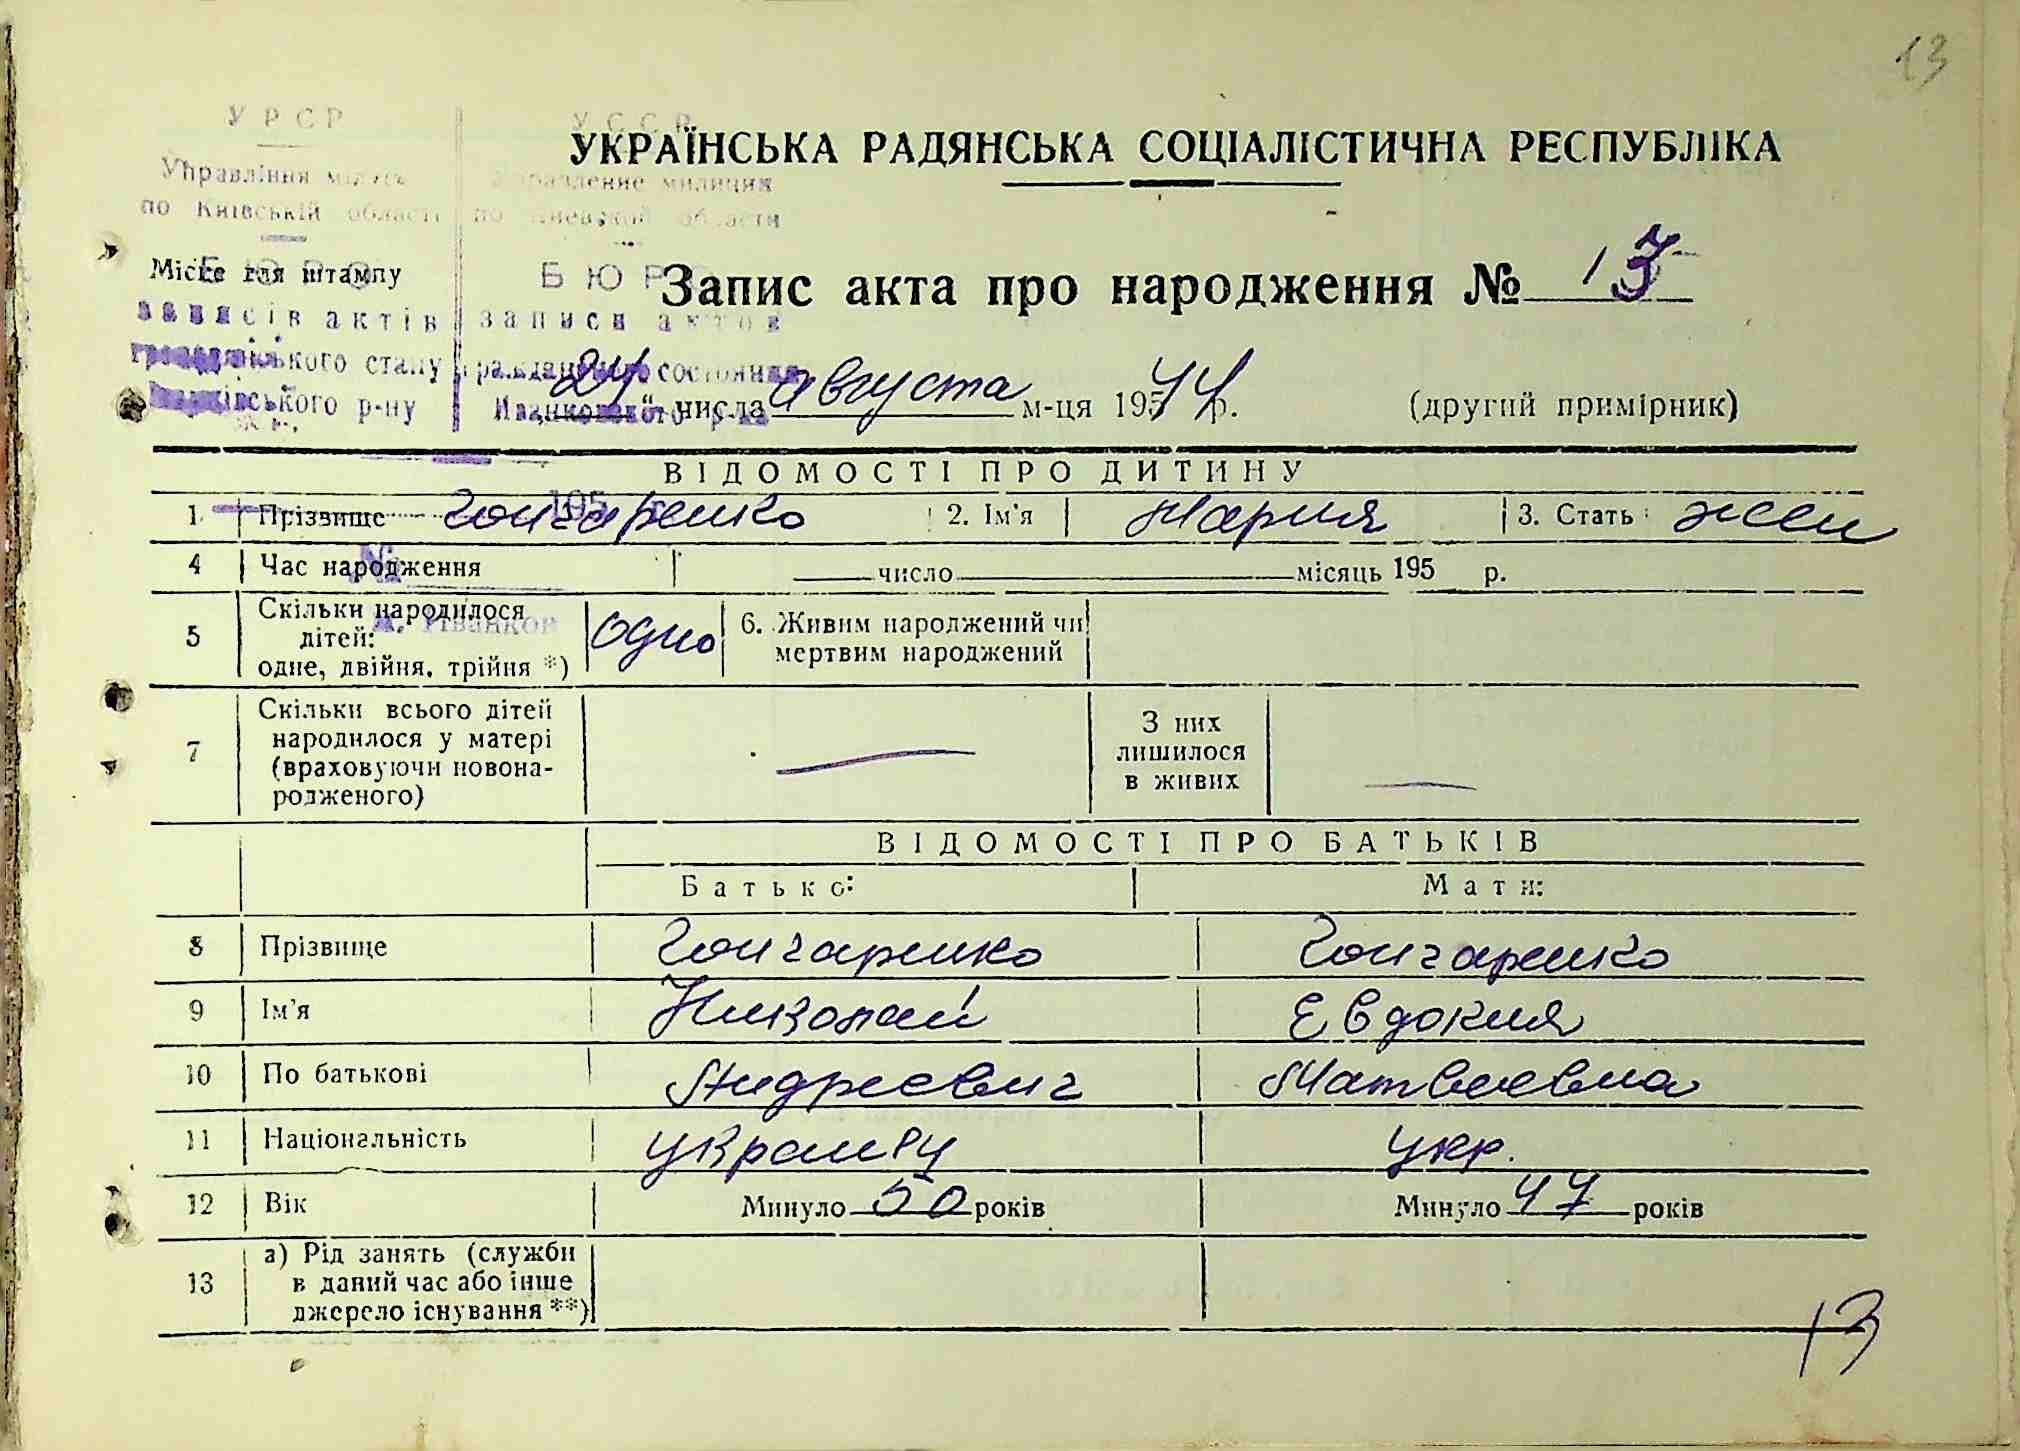 13
УРСР УССР
Управління міліції Управление милиции
по Київській області по Киевской области
УКРАЇНСЬКА РАДЯНСЬКА СОЦІАЛІСТИЧНА РЕСПУБЛІКА
Місце для штампу
БЮРО БЮРО
Запис акта про народження № 13
записів актів записи актов
громадянського стану гражданского состояния
Іванківського р-ну Иванковского р-на
24 " числа августа м-ця 1944 р. (другий примірник)
ВІДОМОСТІ ПРО ДИТИНУ
195
1 Прізвище Гончаренко 2. Ім'я Мария 3. Стать жен
№
4 Час народження число місяць 195 р.
5 Скільки народилося дітей: одне, двійня, трійня *) одно 6. Живим народжений чи мертвим народжений
7 Скільки всього дітей народилося у матері (враховуючи новонародженого) — З них лишилося в живих —
ВІДОМОСТІ ПРО БАТЬКІВ
Батько: Мати:
8 Прізвище Гончаренко Гончаренко
9 Ім'я Николай Евдокия
10 По батькові Андреевич Матвеевна
11 Національність укр.
12 Вік Минуло 50 років Минуло 47 років
13 а) Рід занять (служби в даний час або інше джерело існування **)
13